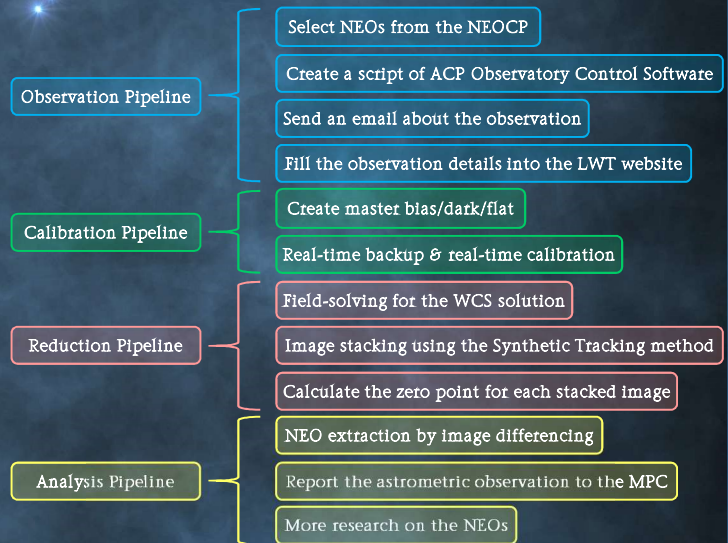 Observation Pipeline
Select NEOs from the NEOCP
Create a script of ACP Observatory Control Software
Send an email about the observation
Fill the observation details into the LWT website
Calibration Pipeline
Create master bias/dark/flat
Real-time backup & real-time calibration
Reduction Pipeline
Field-solving for the WCS solution
Image stacking using the Synthetic Tracking method
Calculate the zero point for each stacked image
Analysis Pipeline
NEO extraction by image differencing
Report the astrometric observation to the MPC
More research on the NEOs